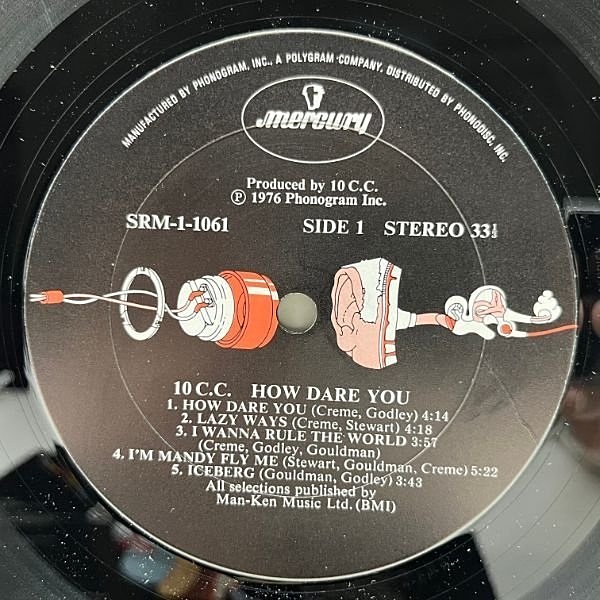 MANUFACTURED BY PHONOGRAM, INC., A POLYGRAM COMPANY, DISTRIBUTED BY PHONODISC, INC.
mercury
Produced by 10 C.C.
℗ 1976 Phonogram Inc.
SRM-1-1061 SIDE 1 STEREO 33⅓
10 C.C. HOW DARE YOU
1. HOW DARE YOU (Creme, Godley) 4:14
2. LAZY WAYS (Creme, Stewart) 4:18
3. I WANNA RULE THE WORLD 3:57
(Creme, Godley, Gouldman)
4. I'M MANDY FLY ME (Stewart, Gouldman, Creme) 5:22
5. ICEBERG (Gouldman, Godley) 3:43
All selections published by
Man-Ken Music Ltd. (BMI)